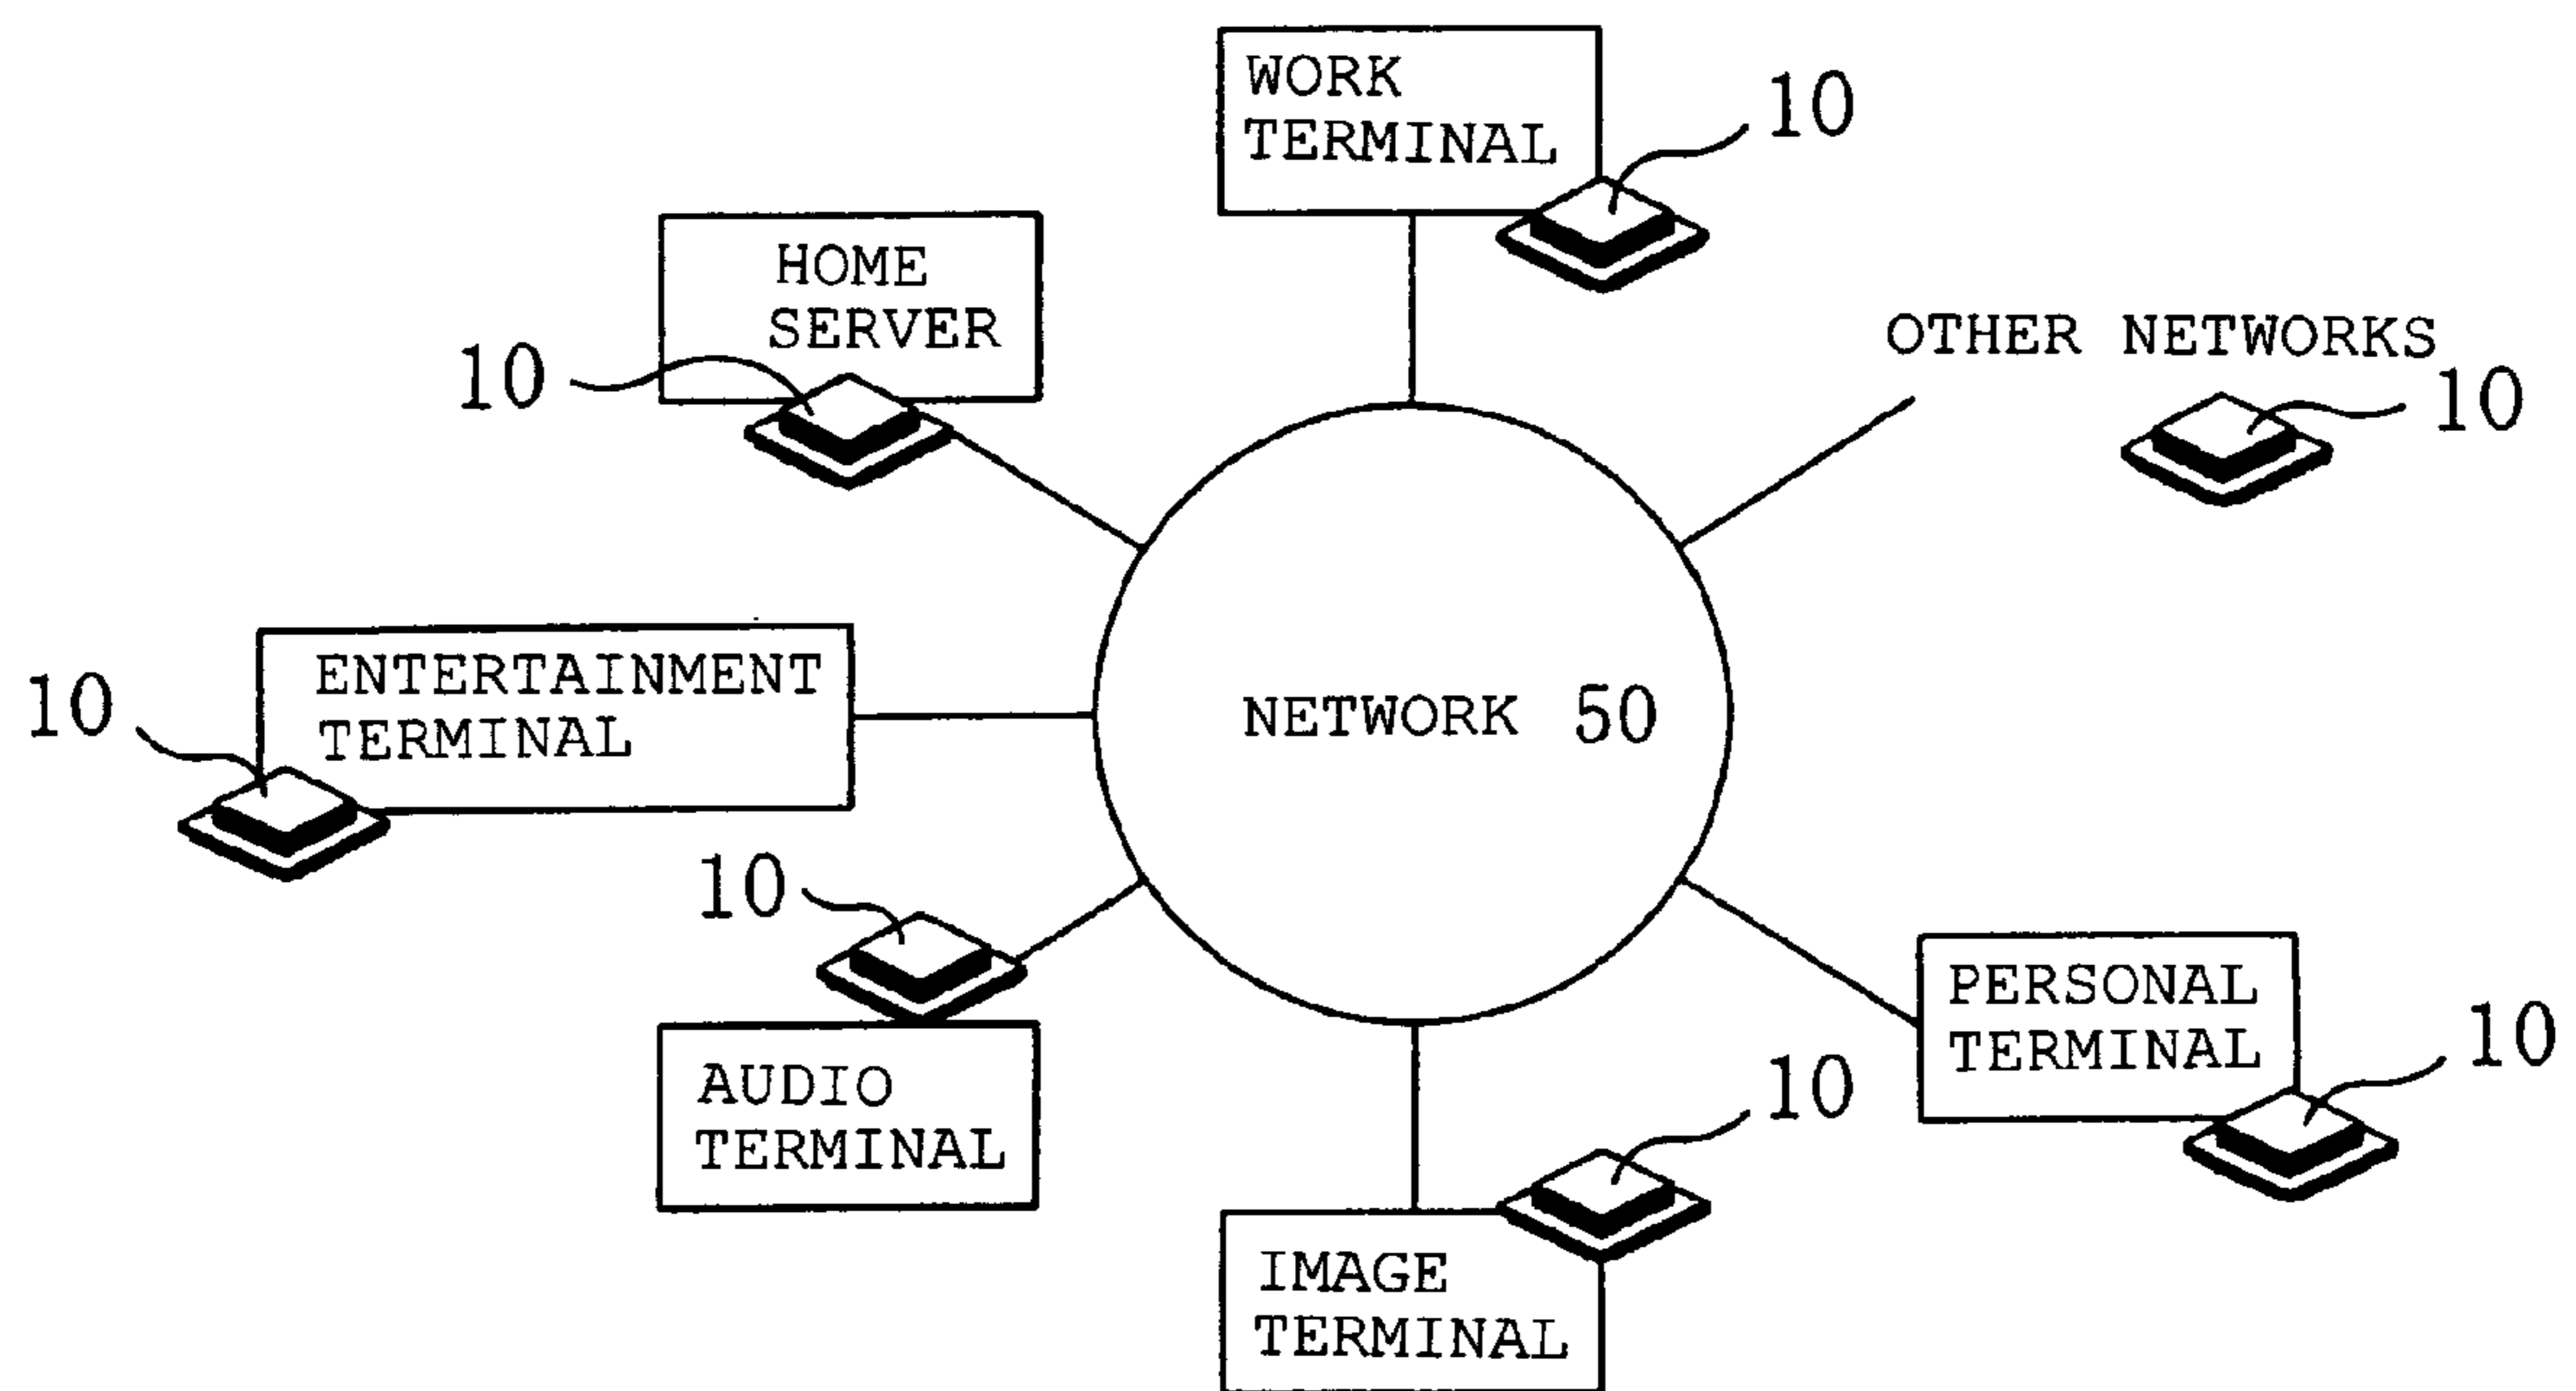 WORK
TERMINAL
10
HOME
SERVER
10
OTHER NETWORKS
10
ENTERTAINMENT
TERMINAL
10
NETWORK 50
10
AUDIO
TERMINAL
PERSONAL
TERMINAL
10
10
IMAGE
TERMINAL